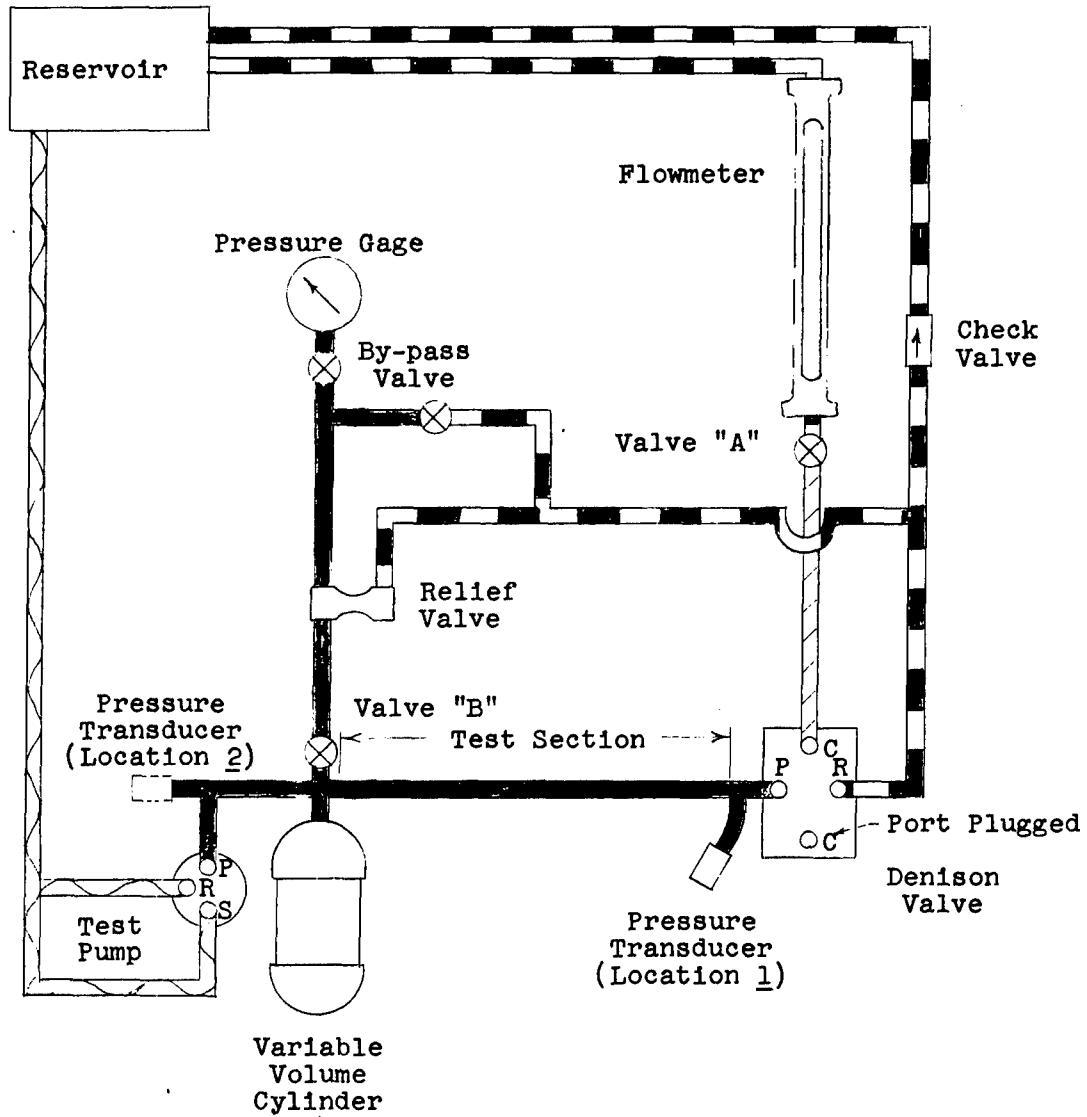 Reservoir
Flowmeter
Pressure Gage
Check
Valve
By-pass
Valve
Valve "A"
Relief
Valve
Pressure
Transducer
(Location 2)
Valve "B"
Test Section
C
P
R
Port Plugged
C
P
R
S
Denison
Valve
Test
Pump
Pressure
Transducer
(Location 1)
Variable
Volume
Cylinder